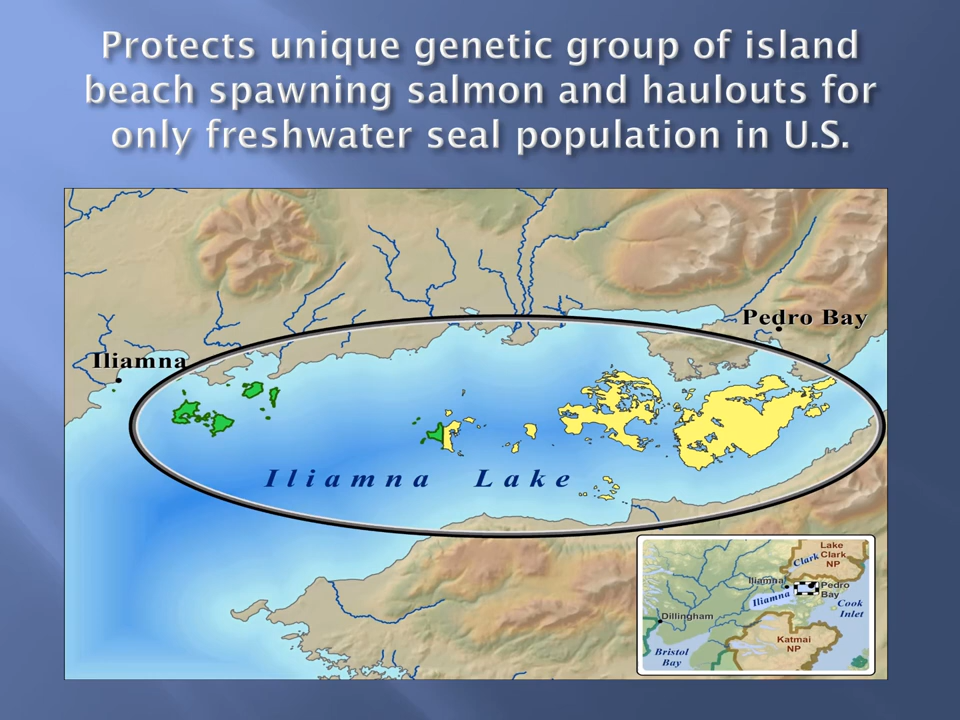 Protects unique genetic group of island
beach spawning salmon and haulouts for
only freshwater seal population in U.S.
Pedro Bay
Iliamna
Iliamna Lake
Lake
Clark
NP
Clark
Iliamna
Pedro
Bay
Iliamna
Cook
Inlet
Dillingham
Katmai
NP
Bristol
Bay